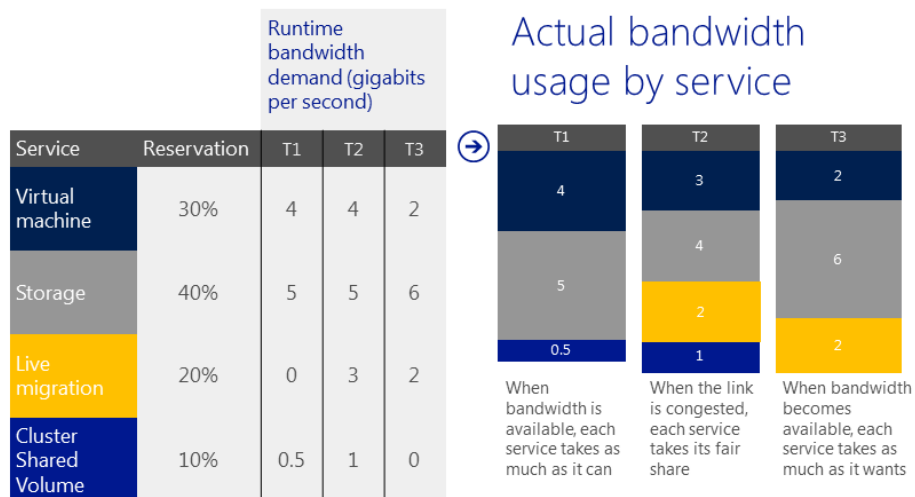 Runtime
bandwidth
demand (gigabits
per second)
Service Reservation T1 T2 T3
Virtual
machine
30% 4 4 2
Storage 40% 5 5 6
Live
migration
20% 0 3 2
Cluster
Shared
Volume
10% 0.5 1 0
Actual bandwidth
usage by service
T1
4
5
0.5
When
bandwidth is
available, each
service takes as
much as it can
T2
3
4
2
1
When the link
is congested,
each service
takes its fair
share
T3
2
6
2
When bandwidth
becomes
available, each
service takes as
much as it wants